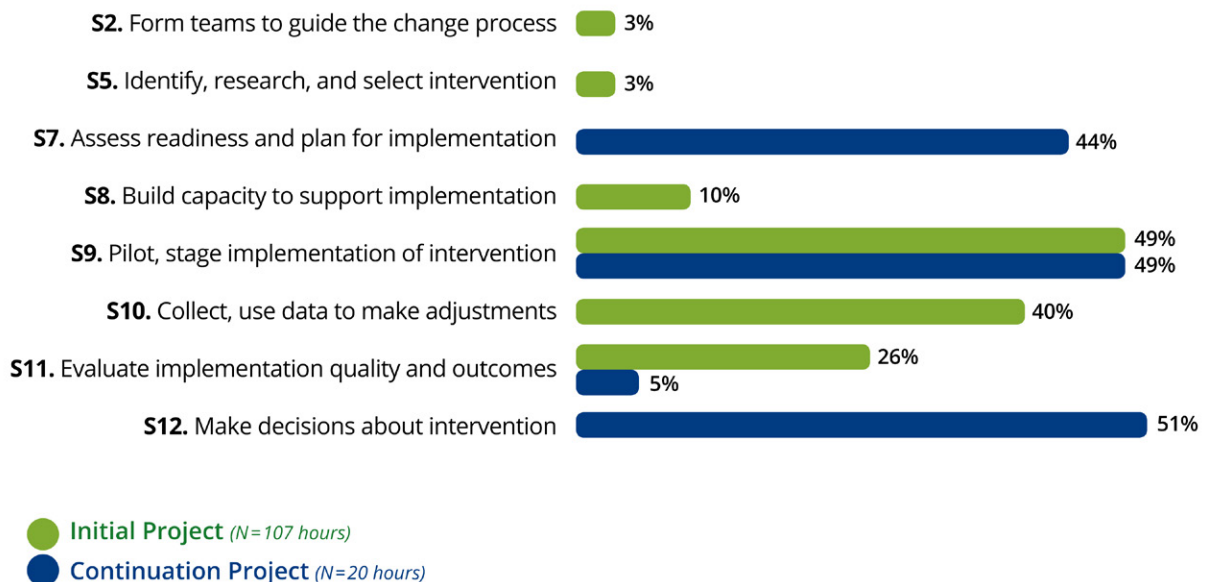 S2. Form teams to guide the change process 3%
S5. Identify, research, and select intervention 3%
S7. Assess readiness and plan for implementation 44%
S8. Build capacity to support implementation 10%
S9. Pilot, stage implementation of intervention 49%
49%
S10. Collect, use data to make adjustments 40%
S11. Evaluate implementation quality and outcomes 26%
5%
S12. Make decisions about intervention 51%
Initial Project (N=107 hours)
Continuation Project (N=20 hours)